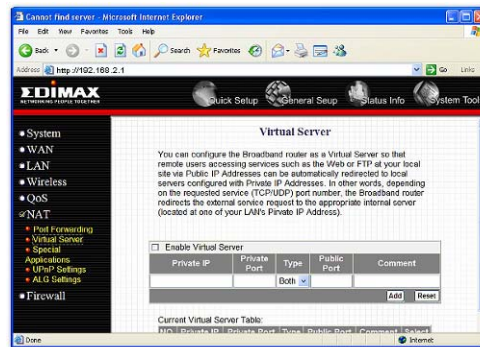 Cannot find server - Microsoft Internet Explorer
File Edit View Favorites Tools Help
Back Search Favorites
Address http://192.168.2.1 Go Links
EDIMAX
NETWORKING PEOPLE TOGETHER
Quick Setup General Seup Status Info System Tool
System
WAN
LAN
Wireless
QoS
NAT
Port Forwarding
Virtual Server
Special
Applications
UPnP Settings
ALG Settings
Firewall
Virtual Server
You can configure the Broadband router as a Virtual Server so that
remote users accessing services such as the Web or FTP at your local
site via Public IP Addresses can be automatically redirected to local
servers configured with Private IP Addresses. In other words, depending
on the requested service (TCP/UDP) port number, the Broadband router
redirects the external service request to the appropriate internal server
(located at one of your LAN's Pirvate IP Address).
Enable Virtual Server
Private IP Private Port Type Public Port Comment
Both
Add Reset
Current Virtual Server Table:
NO Private IP Private Port Type Public Port Comment Select
Done Internet